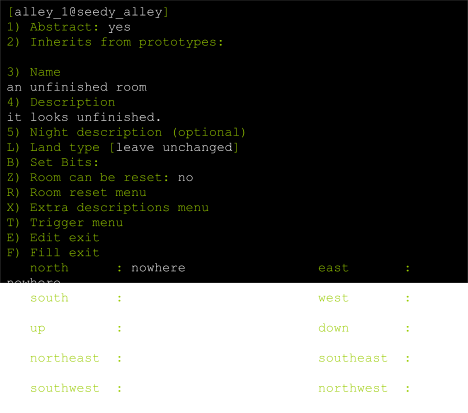 [alley_1@seedy_alley]
1) Abstract: yes
2) Inherits from prototypes:
3) Name
an unfinished room
4) Description
it looks unfinished.
5) Night description (optional)
L) Land type [leave unchanged]
B) Set Bits:
Z) Room can be reset: no
R) Room reset menu
X) Extra descriptions menu
T) Trigger menu
E) Edit exit
F) Fill exit
north : nowhere east :
nowhere
south : west :
up : down :
northeast : southeast :
southwest : northwest :